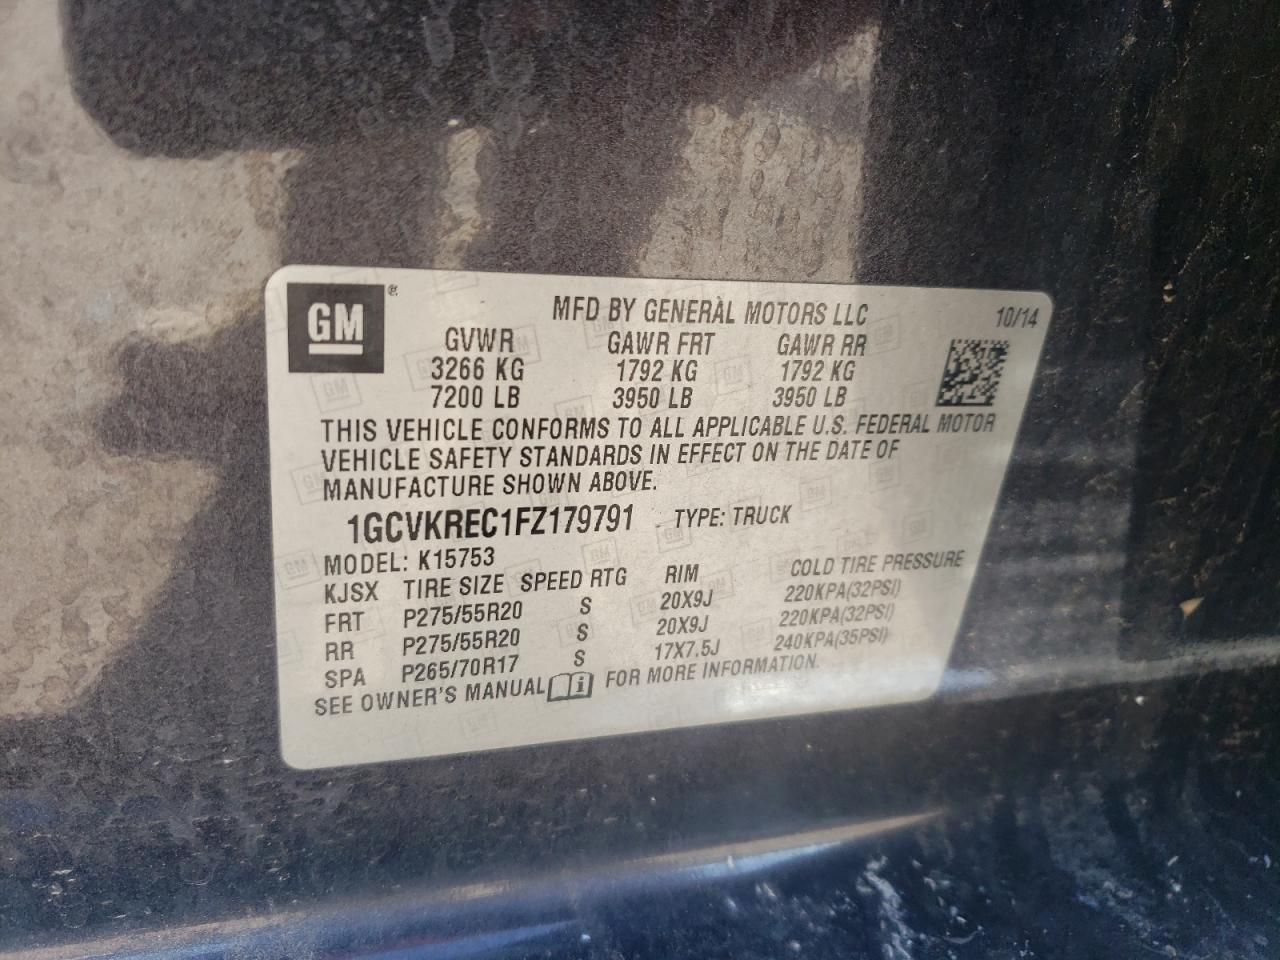 GM ®
MFD BY GENERAL MOTORS LLC 10/14
GVWR GAWR FRT GAWR RR
3266 KG 1792 KG 1792 KG
7200 LB 3950 LB 3950 LB
THIS VEHICLE CONFORMS TO ALL APPLICABLE U.S. FEDERAL MOTOR
VEHICLE SAFETY STANDARDS IN EFFECT ON THE DATE OF
MANUFACTURE SHOWN ABOVE.
1GCVKREC1FZ179791 TYPE: TRUCK
MODEL: K15753
KJSX TIRE SIZE SPEED RTG RIM COLD TIRE PRESSURE
FRT P275/55R20 S 20X9J 220KPA(32PSI)
RR P275/55R20 S 20X9J 220KPA(32PSI)
SPA P265/70R17 S 17X7.5J 240KPA(35PSI)
SEE OWNER'S MANUAL i FOR MORE INFORMATION.